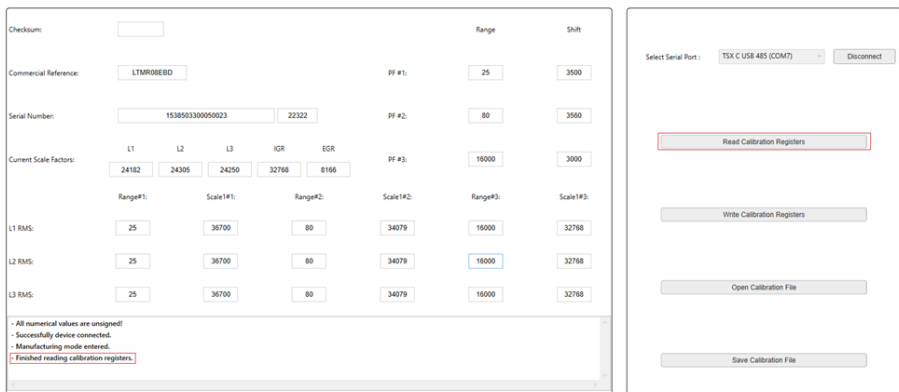 Checksum:
Range Shift
Select Serial Port : TSX C USB 485 (COM7) Disconnect
Commercial Reference: LTMR08EBD PF #1: 25 3500
Serial Number: 1538503300050023 22322 PF #2: 80 3560
Read Calibration Registers
L1 L2 L3 IGR EGR
Current Scale Factors: 24182 24305 24250 32768 8166 PF #3: 16000 3000
Range#1: Scale1#1: Range#2: Scale1#2: Range#3: Scale1#3:
Write Calibration Registers
L1 RMS: 25 36700 80 34079 16000 32768
L2 RMS: 25 36700 80 34079 16000 32768
Open Calibration File
L3 RMS: 25 36700 80 34079 16000 32768
- All numerical values are unsigned!
- Successfully device connected.
- Manufacturing mode entered.
- Finished reading calibration registers.
Save Calibration File